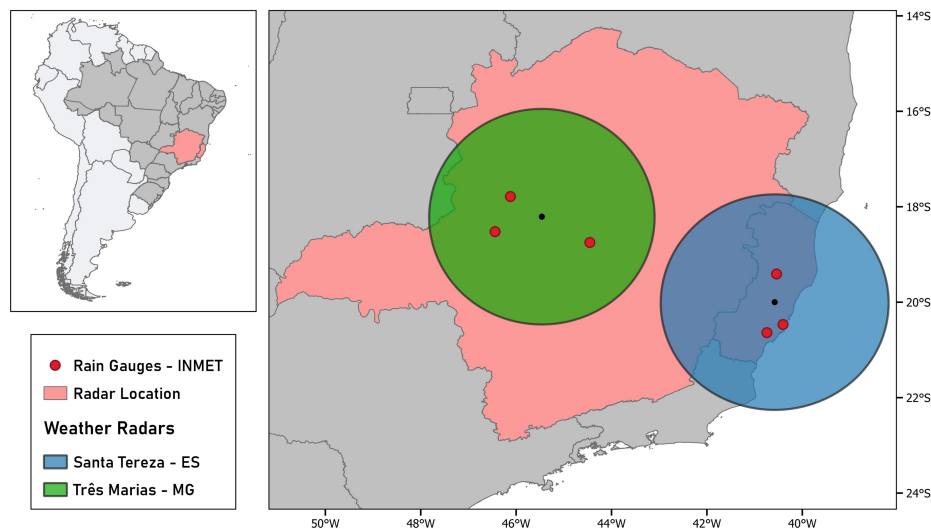 14°S
16°S
18°S
20°S
22°S
24°S
50°W
48°W
46°W
44°W
42°W
40°W
Rain Gauges - INMET
Radar Location
Weather Radars
Santa Tereza - ES
Três Marias - MG